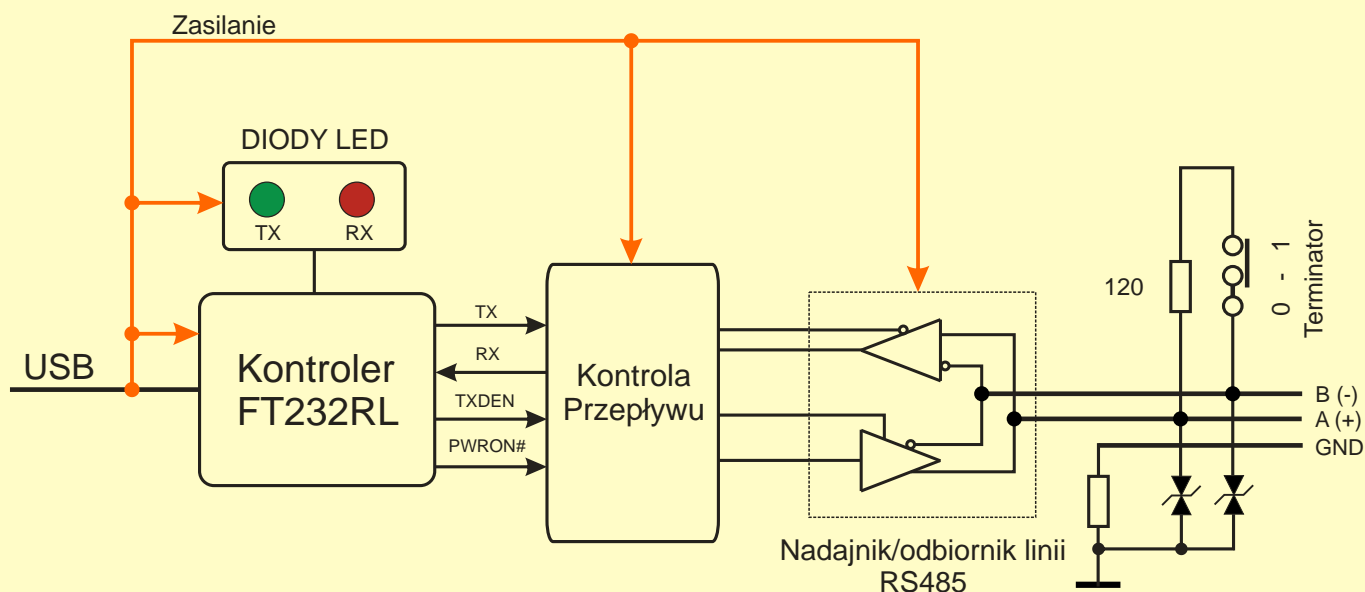 Zasilanie
DIODY LED
TX
RX
USB
Kontroler
FT232RL
TX
RX
TXDEN
PWRON#
Kontrola
Przepływu
Nadajnik/odbiornik linii
RS485
120
0 - 1
Terminator
B (-)
A (+)
GND